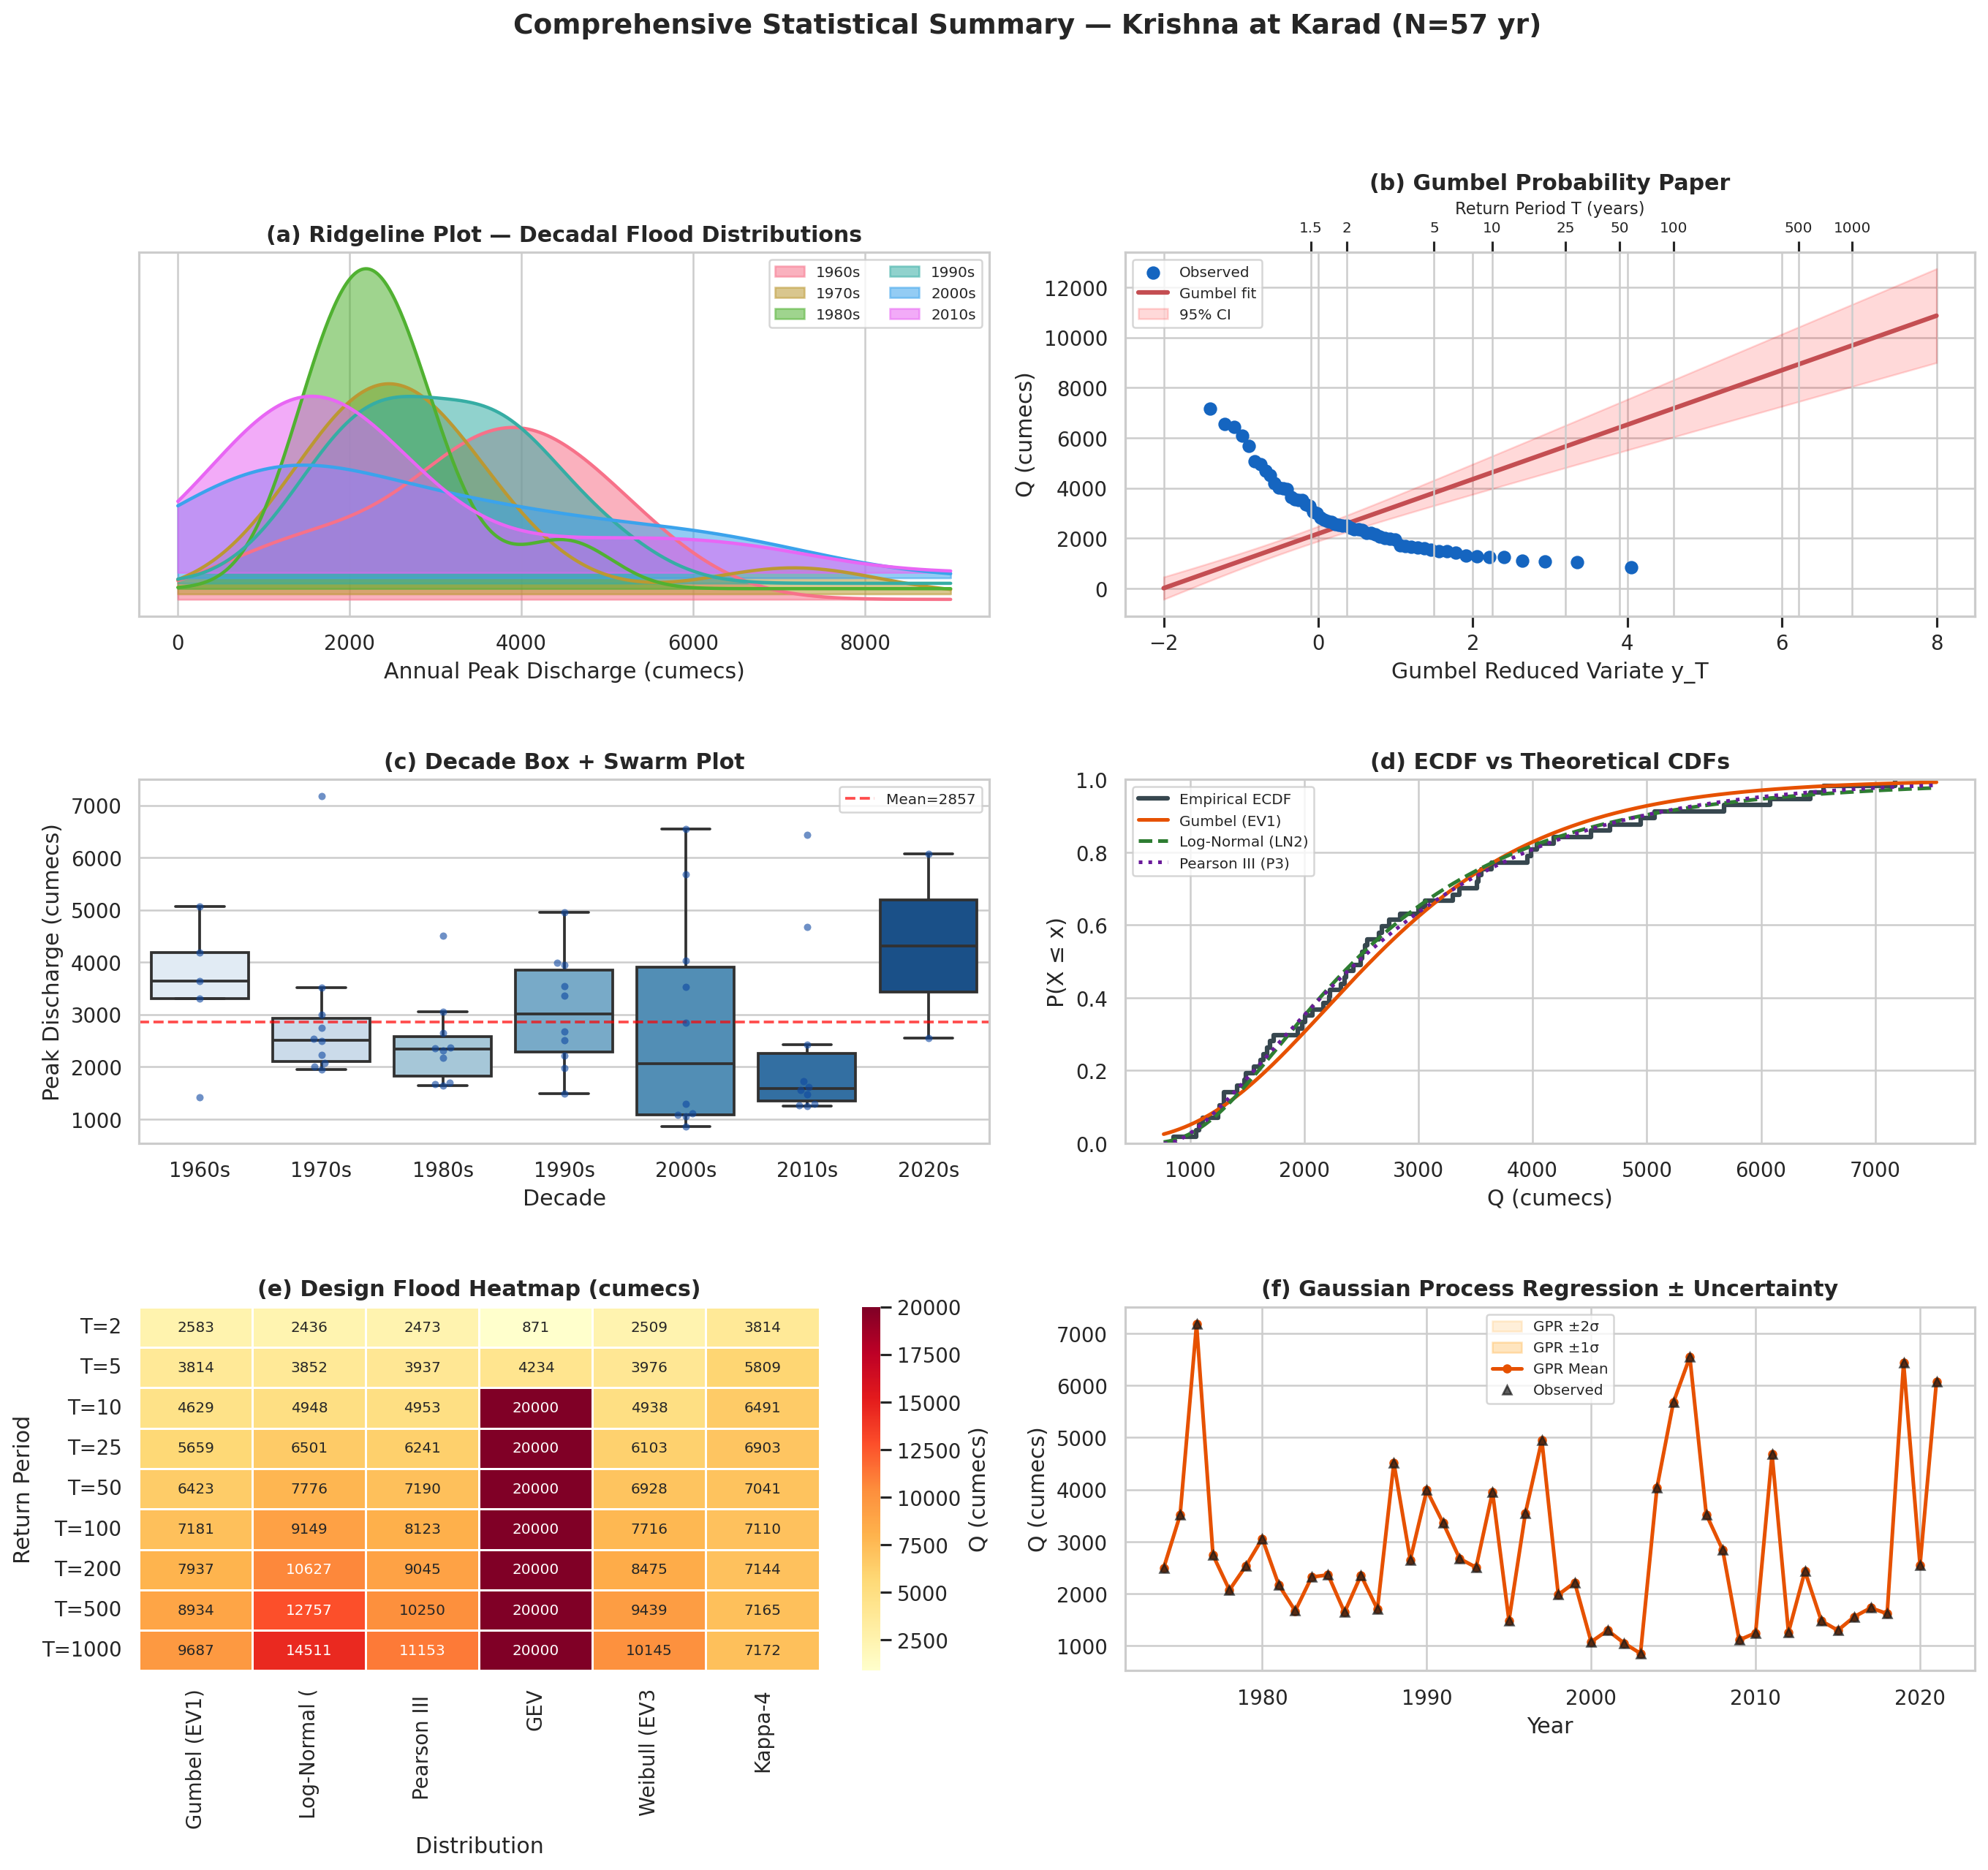 Comprehensive Statistical Summary — Krishna at Karad (N=57 yr)
(a) Ridgeline Plot — Decadal Flood Distributions
1960s 1990s
1970s 2000s
1980s 2010s
0 2000 4000 6000 8000
Annual Peak Discharge (cumecs)
(b) Gumbel Probability Paper
Return Period T (years)
1.5 2 5 10 25 50 100 500 1000
Observed
Gumbel fit
95% CI
12000
10000
8000
6000
4000
2000
0
Q (cumecs)
−2 0 2 4 6 8
Gumbel Reduced Variate y_T
(c) Decade Box + Swarm Plot
Mean=2857
7000
6000
5000
4000
3000
2000
1000
Peak Discharge (cumecs)
1960s 1970s 1980s 1990s 2000s 2010s 2020s
Decade
(d) ECDF vs Theoretical CDFs
Empirical ECDF
Gumbel (EV1)
Log-Normal (LN2)
Pearson III (P3)
1.0
0.8
0.6
0.4
0.2
0.0
P(X ≤ x)
1000 2000 3000 4000 5000 6000 7000
Q (cumecs)
(e) Design Flood Heatmap (cumecs)
Return Period
T=2 2583 2436 2473 871 2509 3814
T=5 3814 3852 3937 4234 3976 5809
T=10 4629 4948 4953 20000 4938 6491
T=25 5659 6501 6241 20000 6103 6903
T=50 6423 7776 7190 20000 6928 7041
T=100 7181 9149 8123 20000 7716 7110
T=200 7937 10627 9045 20000 8475 7144
T=500 8934 12757 10250 20000 9439 7165
T=1000 9687 14511 11153 20000 10145 7172
Gumbel (EV1)
Log-Normal (
Pearson III
GEV
Weibull (EV3
Kappa-4
Distribution
20000
17500
15000
12500
10000
7500
5000
2500
Q (cumecs)
(f) Gaussian Process Regression ± Uncertainty
GPR ±2σ
GPR ±1σ
GPR Mean
Observed
7000
6000
5000
4000
3000
2000
1000
Q (cumecs)
1980 1990 2000 2010 2020
Year